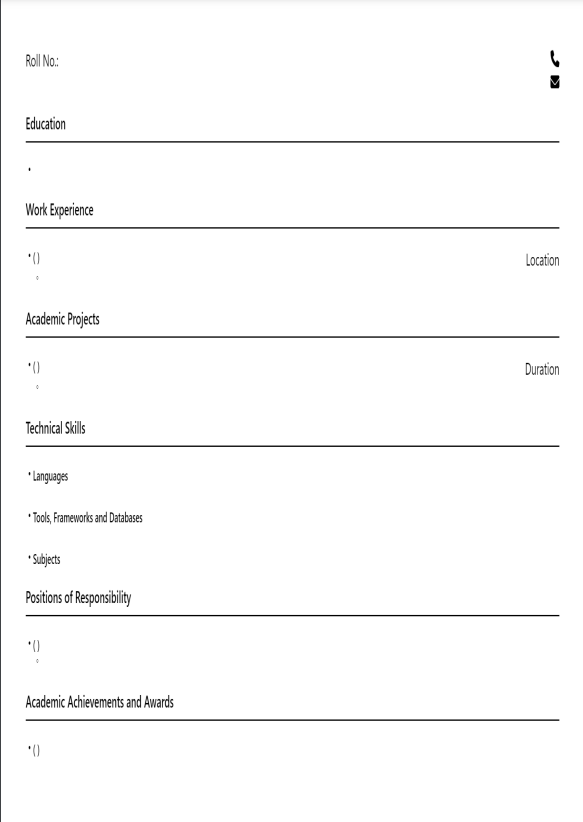 Roll No.:
Education
•
Work Experience
• ( )
Location
◦
Academic Projects
• ( )
Duration
◦
Technical Skills
• Languages
• Tools, Frameworks and Databases
• Subjects
Positions of Responsibility
• ( )
◦
Academic Achievements and Awards
• ( )